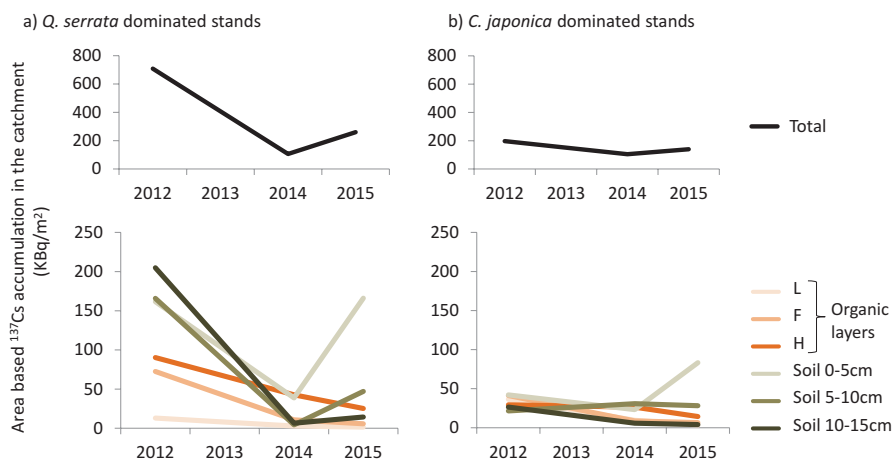 a) Q. serrata dominated stands
b) C. japonica dominated stands
Area based ¹³⁷Cs accumulation in the catchment
(KBq/m²)
800
600
400
200
0
2012 2013 2014 2015
800
600
400
200
0
2012 2013 2014 2015
Total
250
200
150
100
50
0
2012 2013 2014 2015
250
200
150
100
50
0
2012 2013 2014 2015
L
F
H
Organic
layers
Soil 0-5cm
Soil 5-10cm
Soil 10-15cm